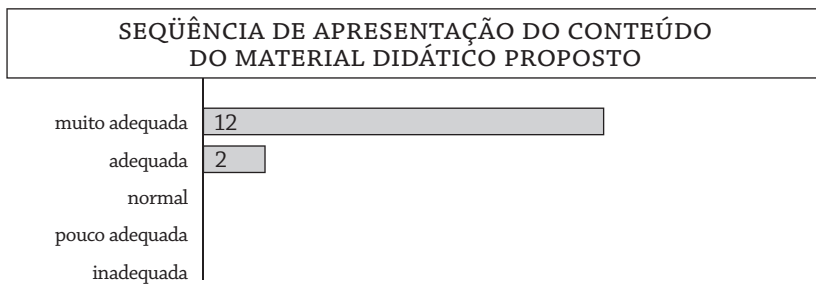 SEQÜÊNCIA DE APRESENTAÇÃO DO CONTEÚDO
DO MATERIAL DIDÁTICO PROPOSTO
muito adequada 12
adequada 2
normal
pouco adequada
inadequada